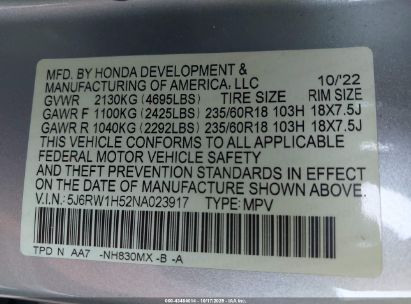 MFD. BY HONDA DEVELOPMENT &
MANUFACTURING OF AMERICA, LLC 10/'22
GVWR 2130KG (4695LBS) TIRE SIZE RIM SIZE
GAWR F 1100KG (2425LBS) 235/60R18 103H 18X7.5J
GAWR R 1040KG (2292LBS) 235/60R18 103H 18X7.5J
THIS VEHICLE CONFORMS TO ALL APPLICABLE
FEDERAL MOTOR VEHICLE SAFETY
AND THEFT PREVENTION STANDARDS IN EFFECT
ON THE DATE OF MANUFACTURE SHOWN ABOVE.
V.I.N.: 5J6RW1H52NA023917 TYPE: MPV
TPD N AA7 -NH830MX -B -A